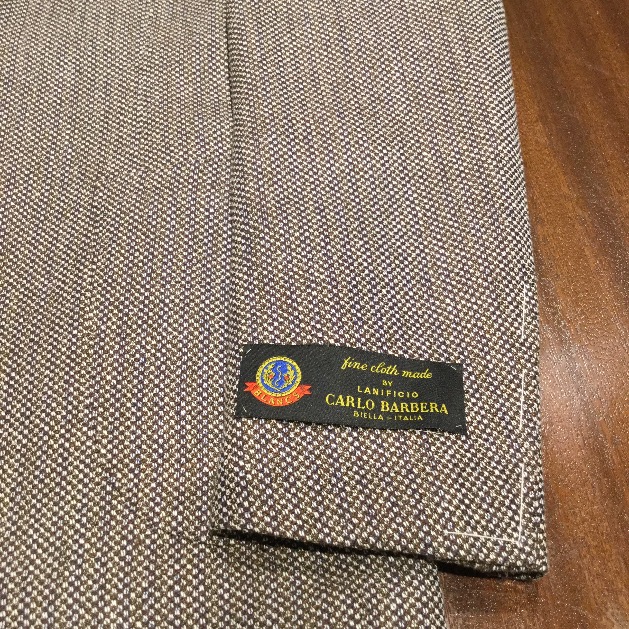 fine cloth made
BY
LANIFICIO
CARLO BARBERA
BIELLA - ITALIA